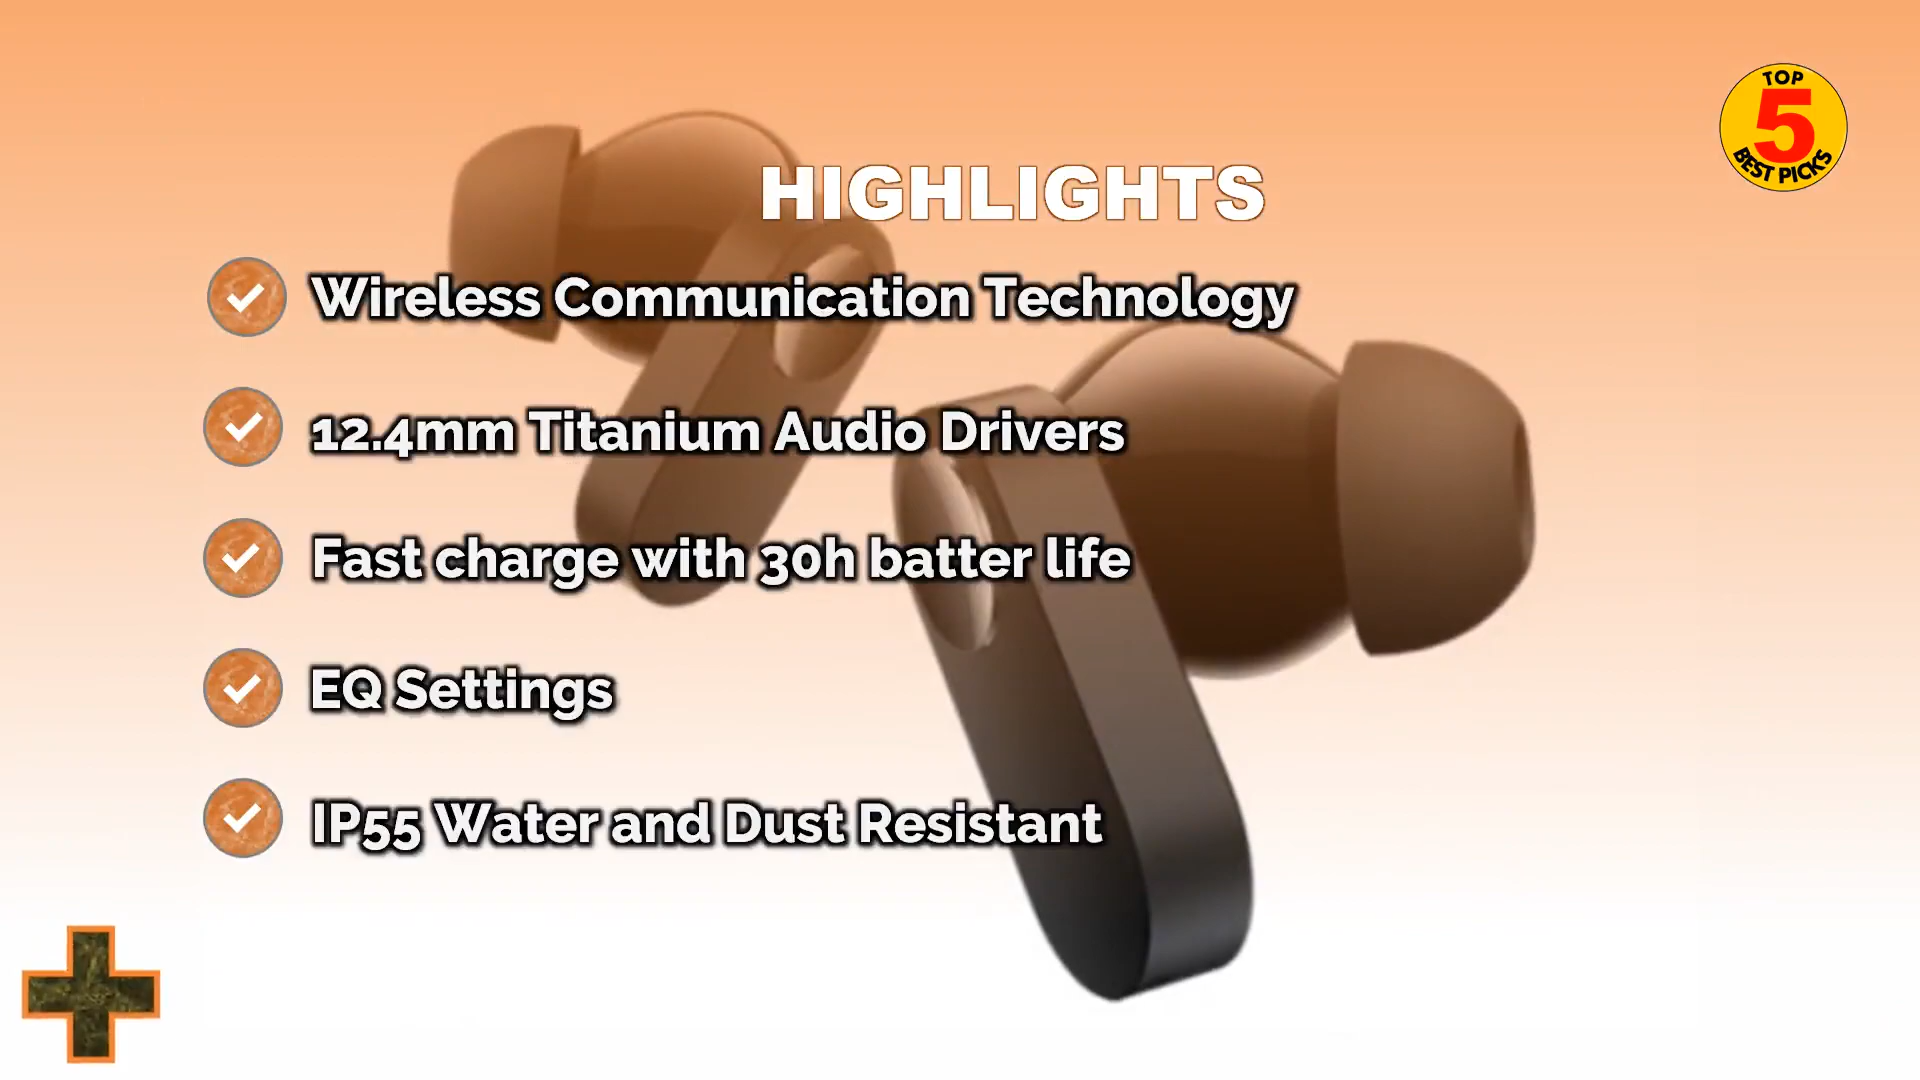 TOP
5
BEST PICKS
HIGHLIGHTS
Wireless Communication Technology
12.4mm Titanium Audio Drivers
Fast charge with 30h batter life
EQ Settings
IP55 Water and Dust Resistant